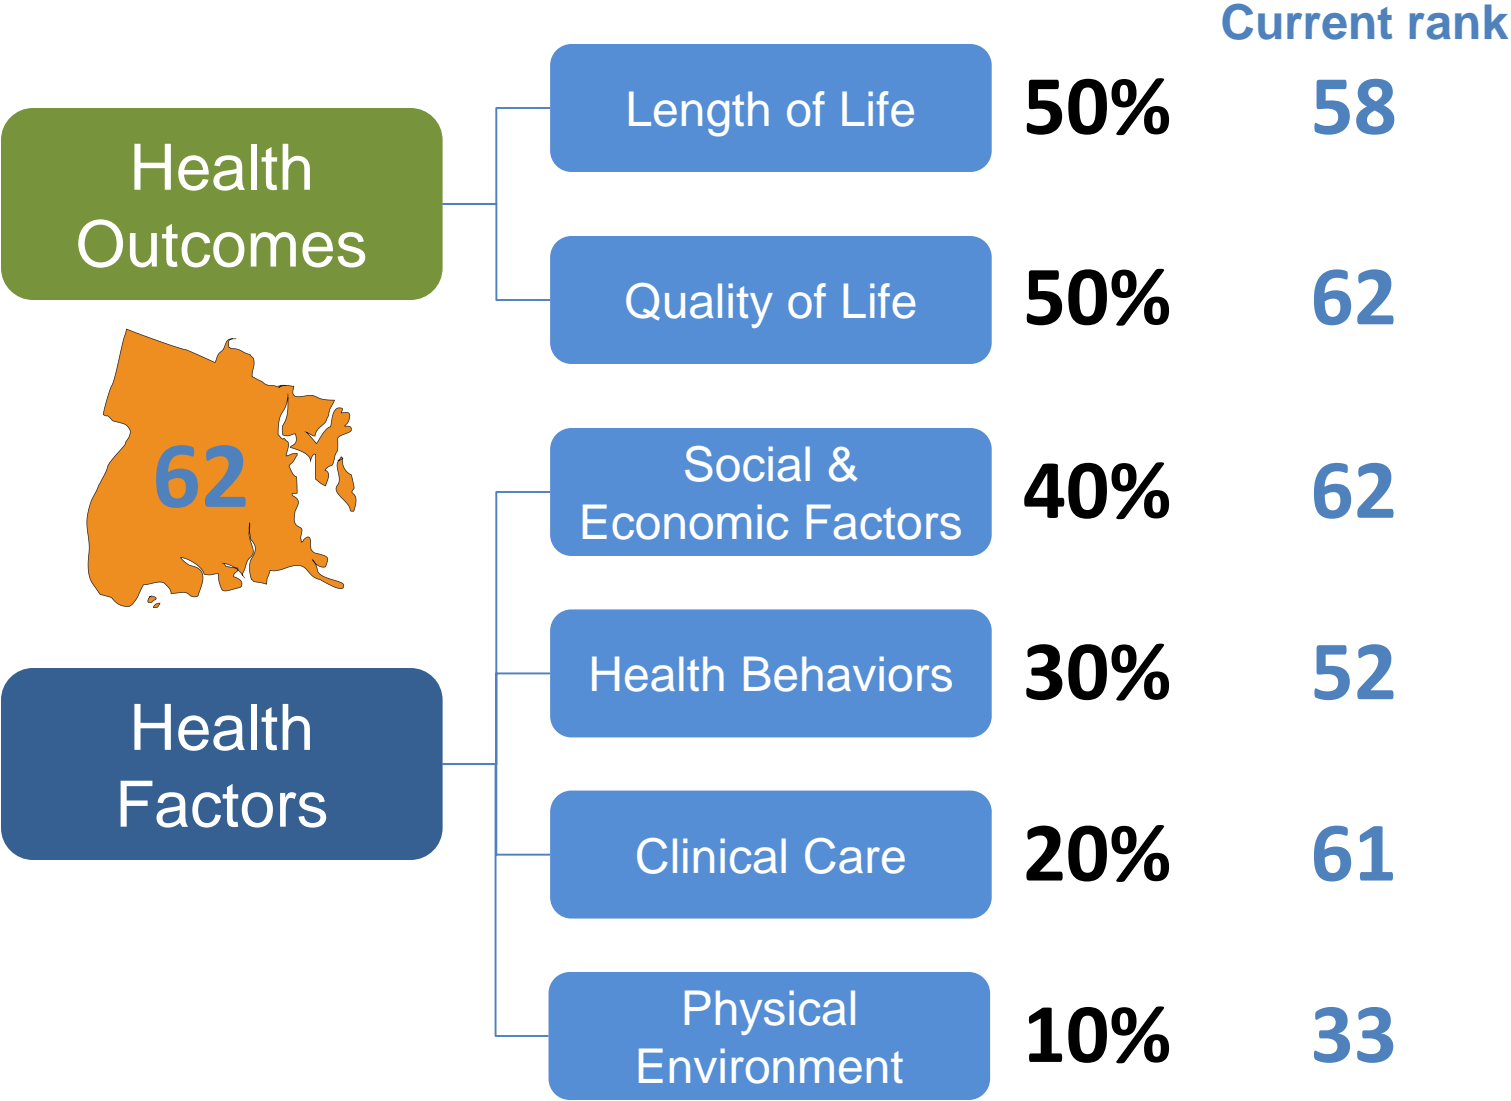 Current rank
Health
Outcomes
Length of Life
50%
58
Quality of Life
50%
62
62
Health
Factors
Social &
Economic Factors
40%
62
Health Behaviors
30%
52
Clinical Care
20%
61
Physical
Environment
10%
33